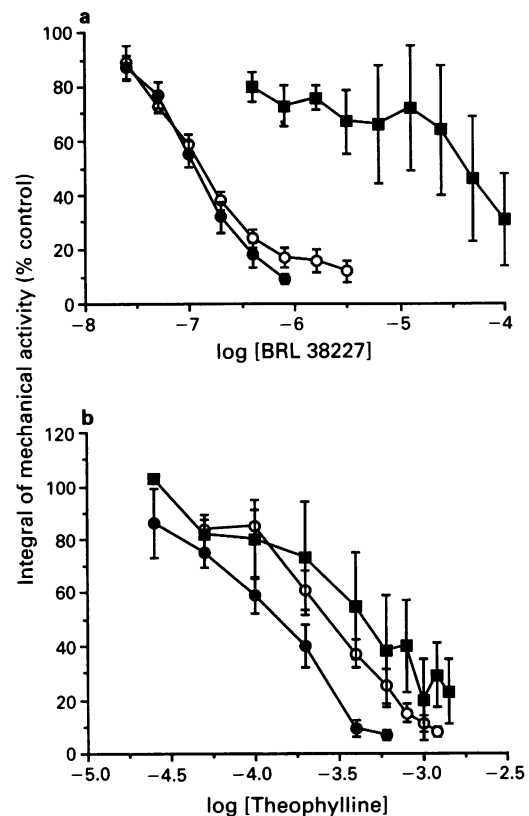 a
100
80
60
40
20
0
−8 −7 −6 −5 −4
log [BRL 38227]
Integral of mechanical activity (% control)
b
120
100
80
60
40
20
0
−5.0 −4.5 −4.0 −3.5 −3.0 −2.5
log [Theophylline]